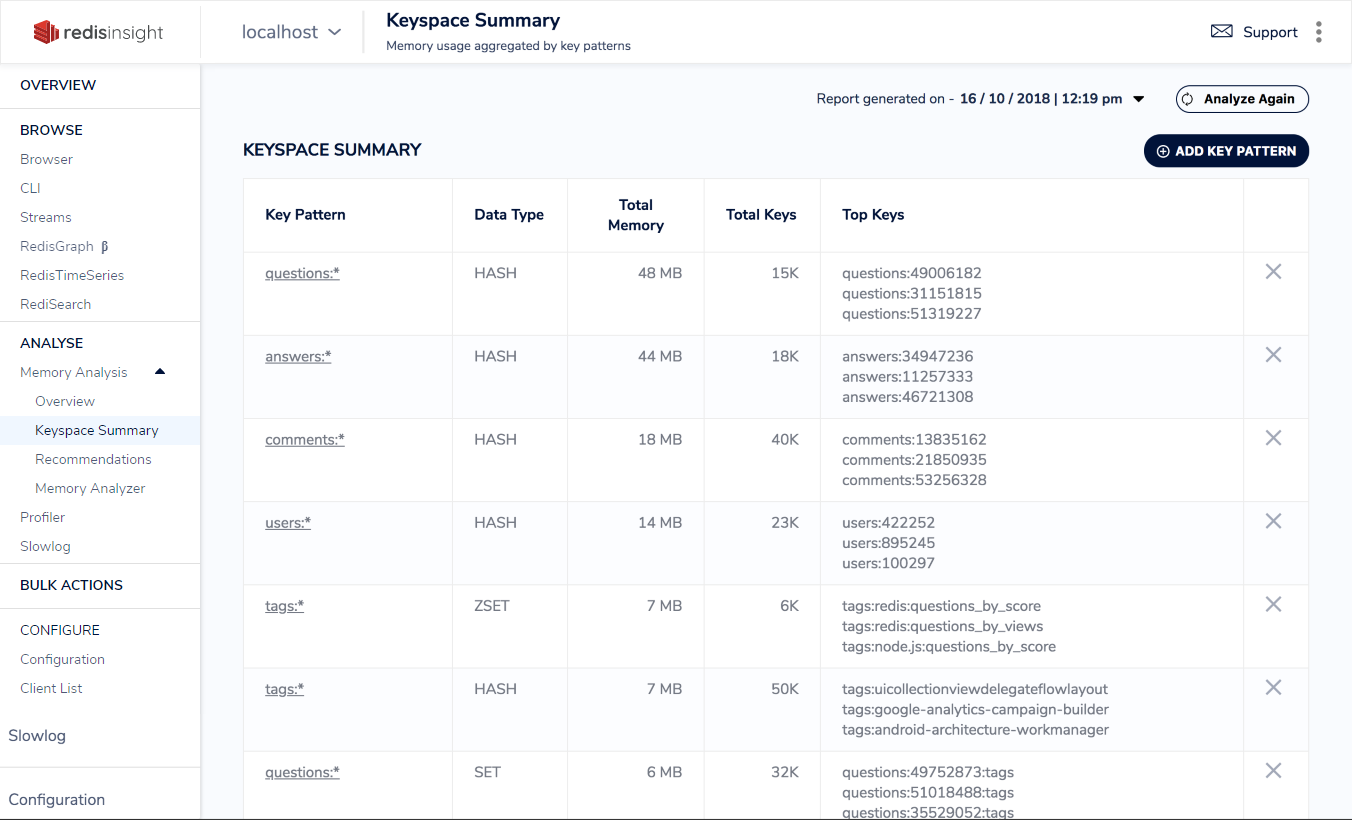 redisinsight
localhost
Keyspace Summary
Memory usage aggregated by key patterns
Support
OVERVIEW
BROWSE
Browser
CLI
Streams
RedisGraph β
RedisTimeSeries
RediSearch
ANALYSE
Memory Analysis
Overview
Keyspace Summary
Recommendations
Memory Analyzer
Profiler
Slowlog
BULK ACTIONS
CONFIGURE
Configuration
Client List
Slowlog
Configuration
Report generated on - 16 / 10 / 2018 | 12:19 pm
Analyze Again
KEYSPACE SUMMARY
ADD KEY PATTERN
Key Pattern Data Type Total Memory Total Keys Top Keys
questions:* HASH 48 MB 15K questions:49006182
questions:31151815
questions:51319227
answers:* HASH 44 MB 18K answers:34947236
answers:11257333
answers:46721308
comments:* HASH 18 MB 40K comments:13835162
comments:21850935
comments:53256328
users:* HASH 14 MB 23K users:422252
users:895245
users:100297
tags:* ZSET 7 MB 6K tags:redis:questions_by_score
tags:redis:questions_by_views
tags:node.js:questions_by_score
tags:* HASH 7 MB 50K tags:uicollectionviewdelegateflowlayout
tags:google-analytics-campaign-builder
tags:android-architecture-workmanager
questions:* SET 6 MB 32K questions:49752873:tags
questions:51018488:tags
questions:35529052:tags